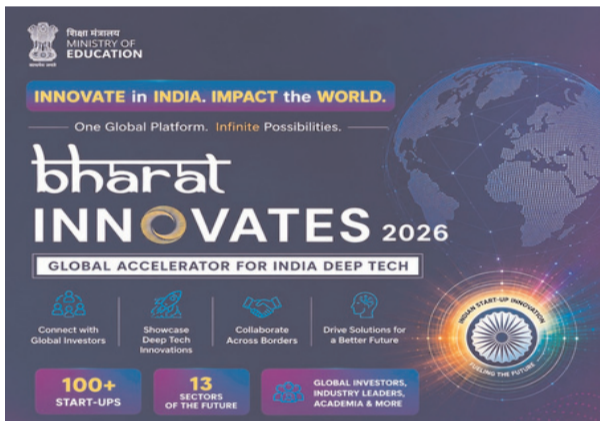 शिक्षा मंत्रालय
MINISTRY OF
EDUCATION
INNOVATE in INDIA. IMPACT the WORLD.
One Global Platform. Infinite Possibilities.
bharat
INNOVATES 2026
GLOBAL ACCELERATOR FOR INDIA DEEP TECH
Connect with
Global Investors
Showcase
Deep Tech
Innovations
Collaborate
Across Borders
Drive Solutions for
a Better Future
INDIAN START-UP INNOVATION
FUELING THE FUTURE
100+
START-UPS
13
SECTORS
OF THE FUTURE
GLOBAL INVESTORS,
INDUSTRY LEADERS,
ACADEMIA & MORE